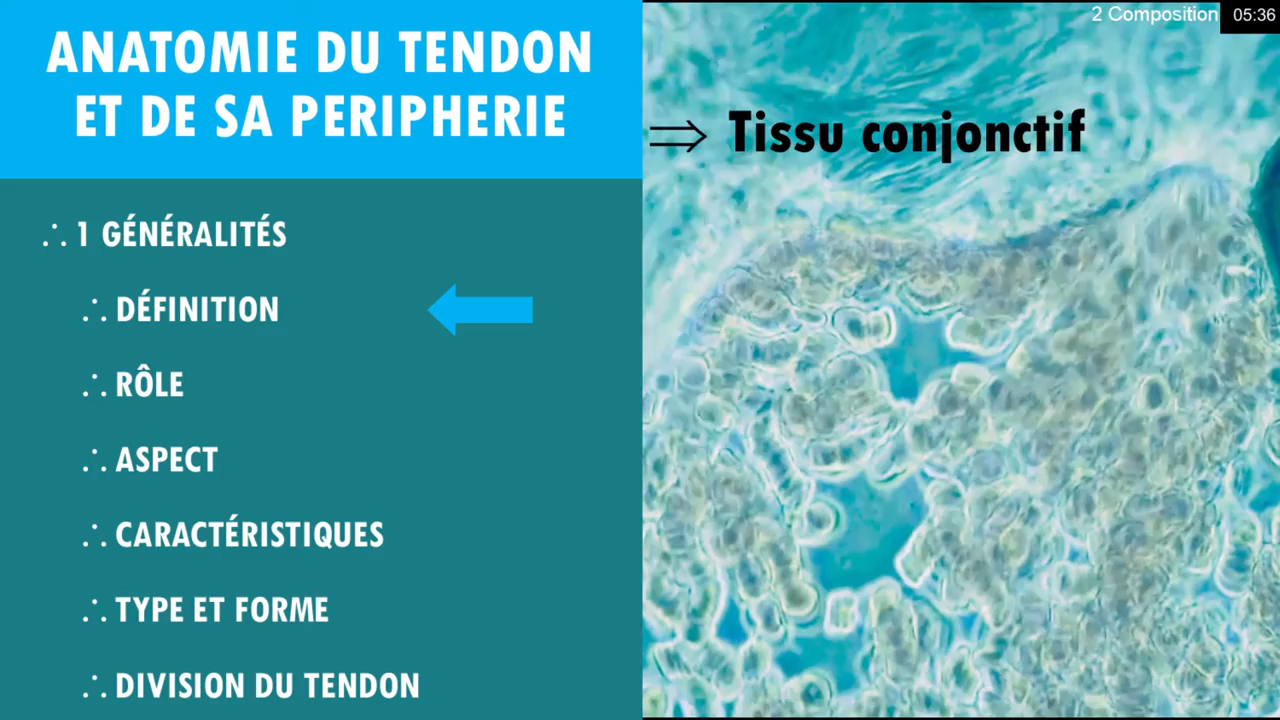 ANATOMIE DU TENDON
ET DE SA PERIPHERIE
∴ 1 GÉNÉRALITÉS
∴ DÉFINITION
∴ RÔLE
∴ ASPECT
∴ CARACTÉRISTIQUES
∴ TYPE ET FORME
∴ DIVISION DU TENDON
2 Composition 05:36
⇒ Tissu conjonctif